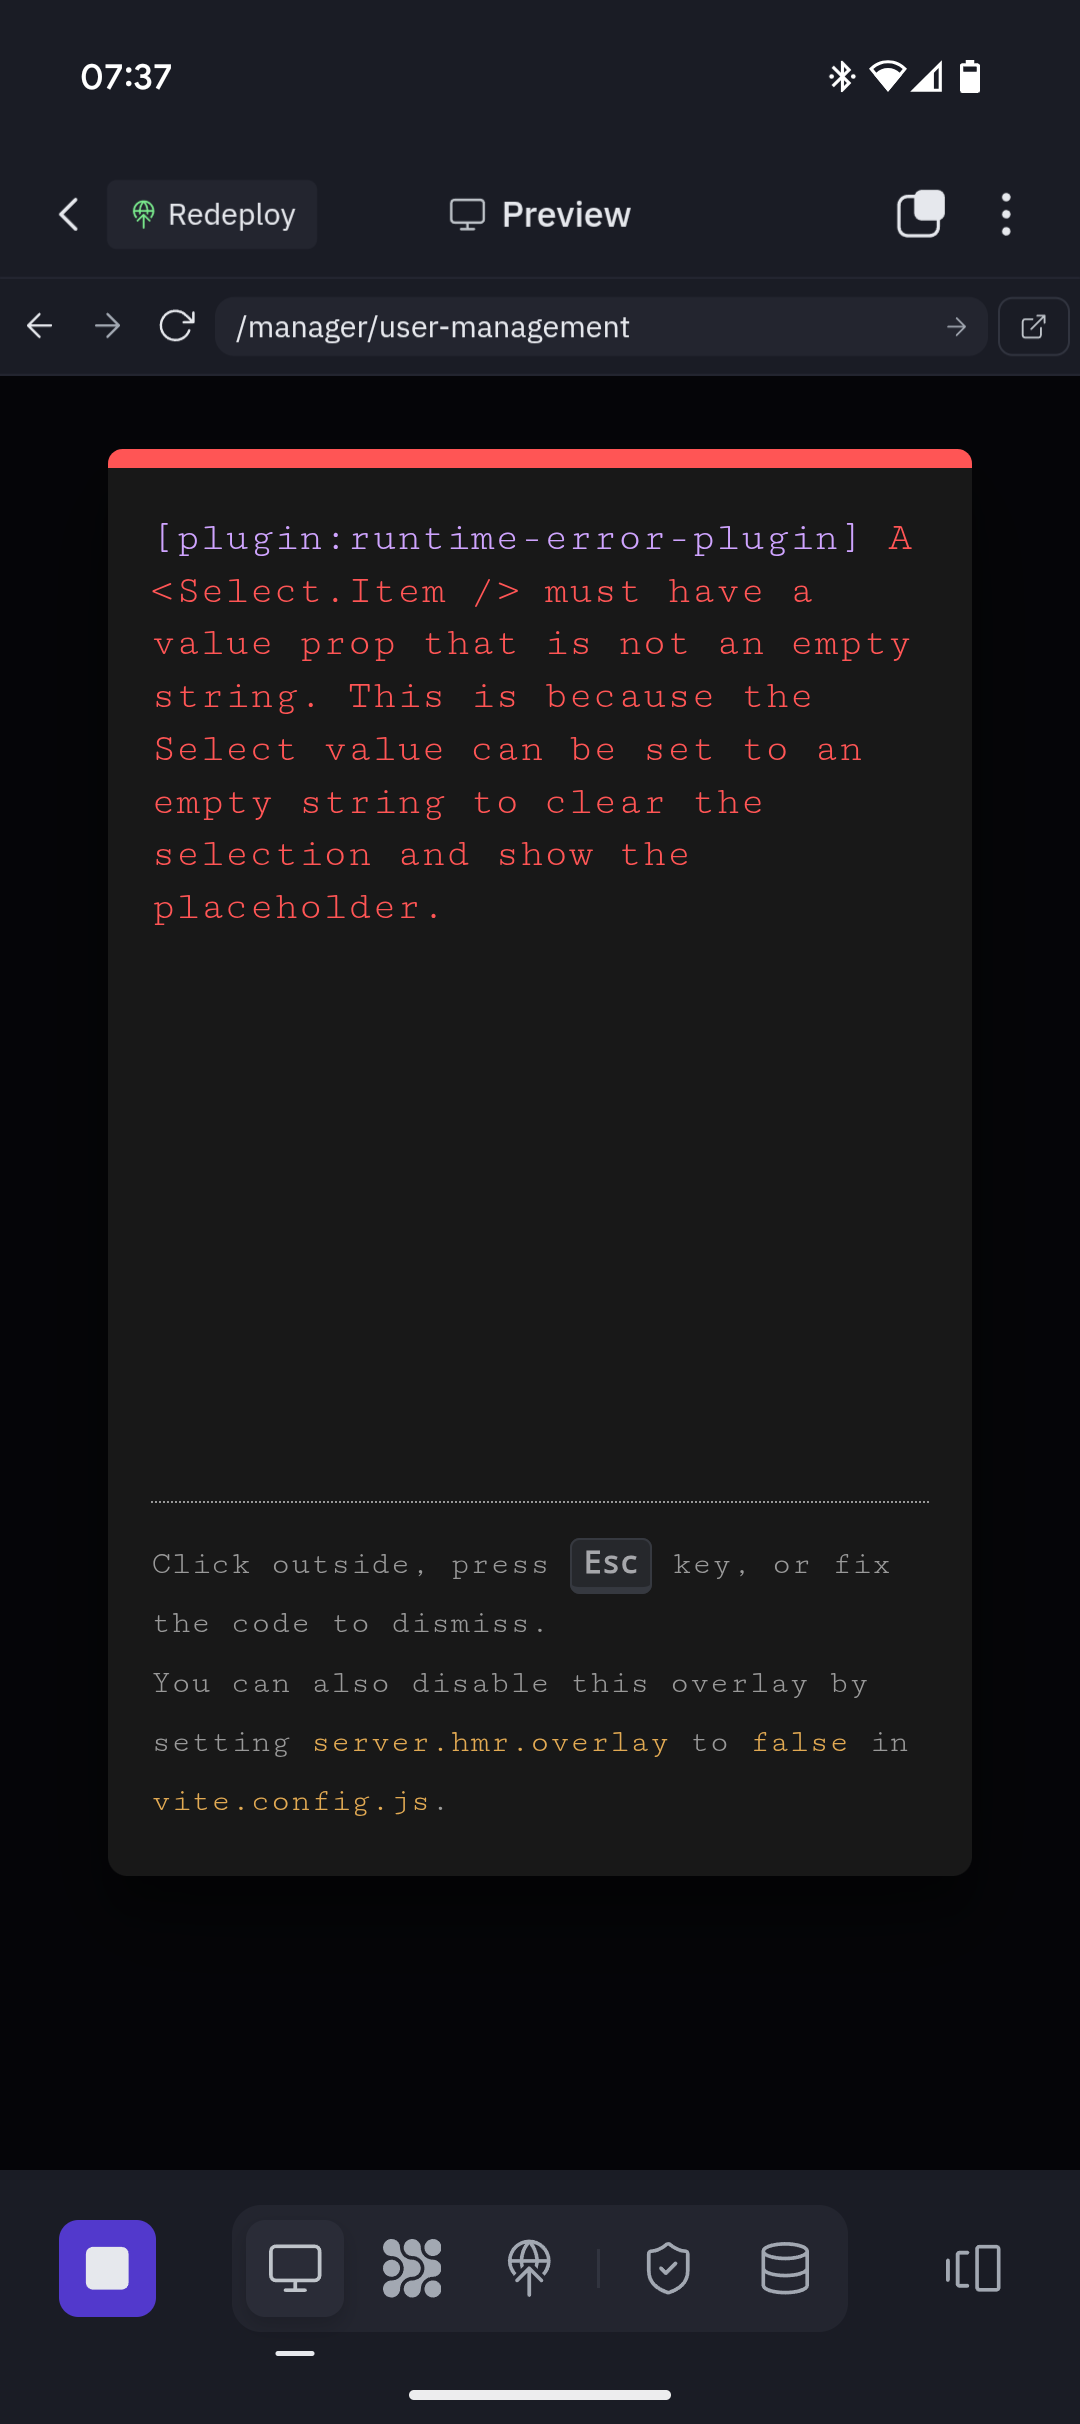 07:37
Redeploy
Preview
/manager/user-management
[plugin:runtime-error-plugin] A
<Select.Item /> must have a
value prop that is not an empty
string. This is because the
Select value can be set to an
empty string to clear the
selection and show the
placeholder.
Click outside, press Esc key, or fix
the code to dismiss.
You can also disable this overlay by
setting server.hmr.overlay to false in
vite.config.js.